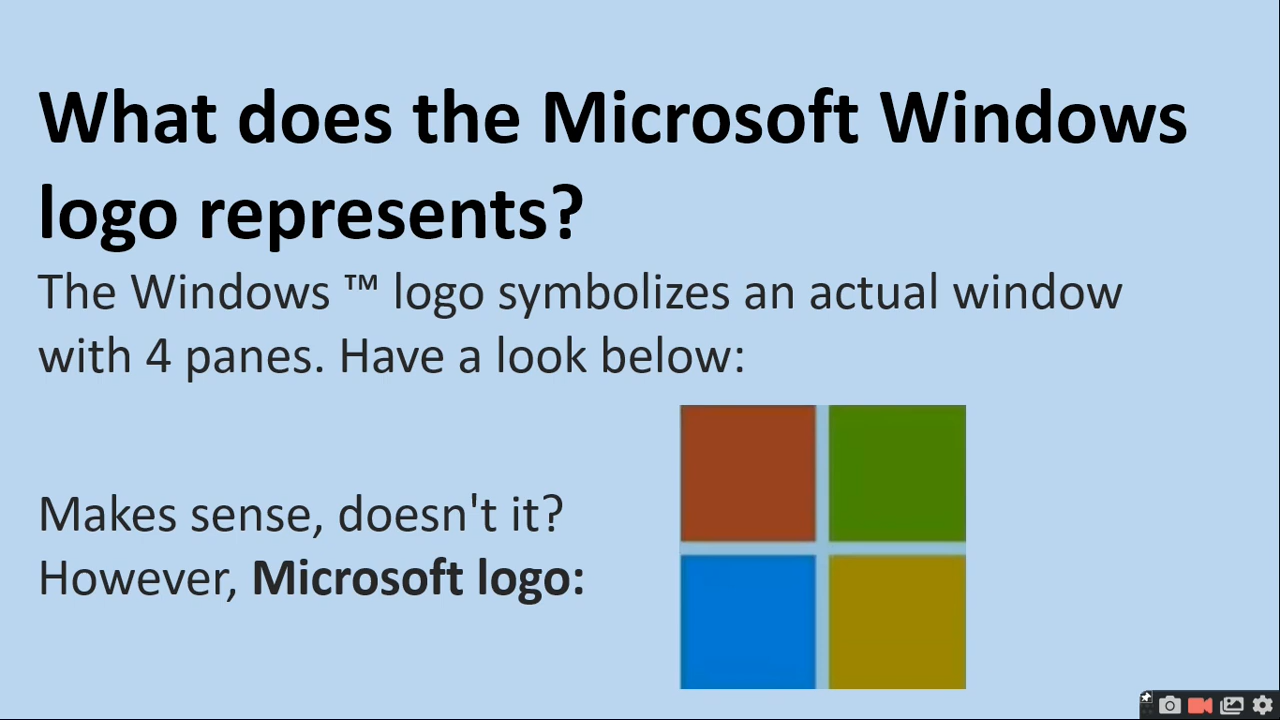 What does the Microsoft Windows
logo represents?
The Windows ™ logo symbolizes an actual window
with 4 panes. Have a look below:
Makes sense, doesn't it?
However, Microsoft logo: